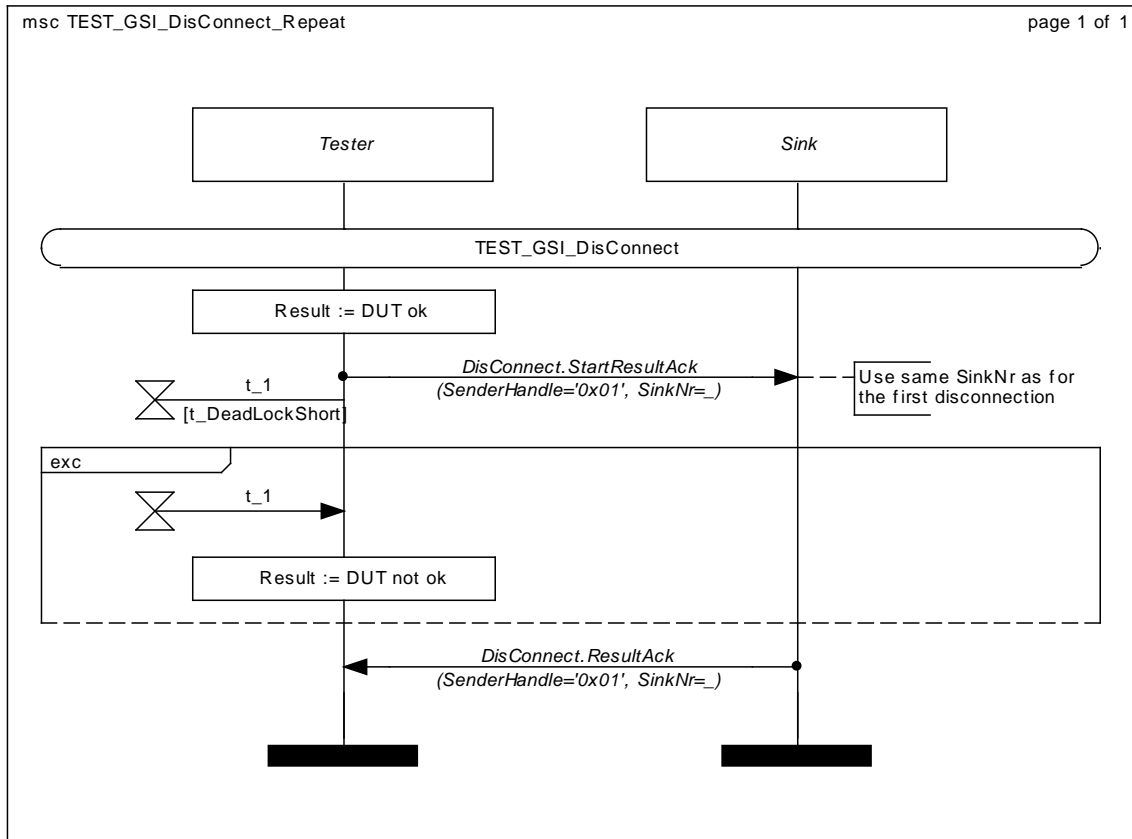 msc TEST_GSI_DisConnect_Repeat
page 1 of 1
Tester
Sink
TEST_GSI_DisConnect
Result := DUT ok
DisConnect.StartResultAck
(SenderHandle='0x01', SinkNr=_)
Use same SinkNr as for
the first disconnection
t_1
[t_DeadLockShort]
exc
t_1
Result := DUT not ok
DisConnect.ResultAck
(SenderHandle='0x01', SinkNr=_)